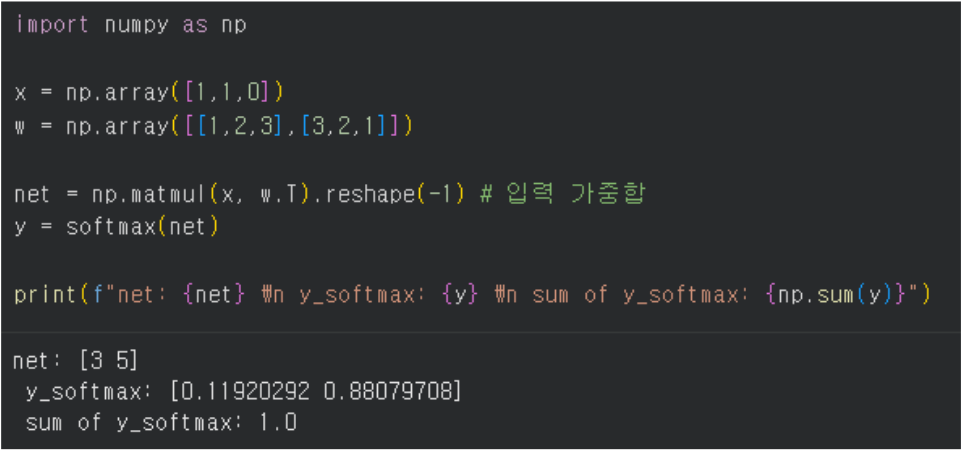 import numpy as np
x = np.array([1,1,0])
w = np.array([[1,2,3],[3,2,1]])
net = np.matmul(x, w.T).reshape(-1) # 입력 가중합
y = softmax(net)
print(f"net: {net} ₩n y_softmax: {y} ₩n sum of y_softmax: {np.sum(y)}")
net: [3 5]
y_softmax: [0.11920292 0.88079708]
sum of y_softmax: 1.0